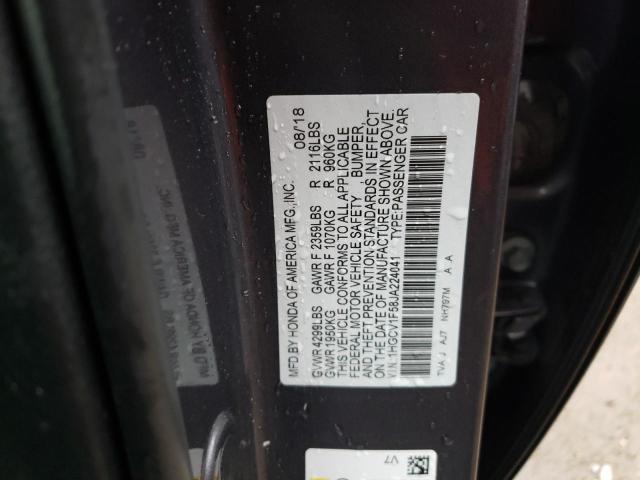 MFD.BY HONDA OF AMERICA MFG.,INC. 08/18
GVWR 4299LBS GAWR F 2359LBS R 2116LBS
GVWR 1950KG GAWR F 1070KG R 960KG
THIS VEHICLE CONFORMS TO ALL APPLICABLE
FEDERAL MOTOR VEHICLE SAFETY BUMPER,
AND THEFT PREVENTION STANDARDS IN EFFECT
ON THE DATE OF MANUFACTURE SHOWN ABOVE.
V.I.N.:1HGCV1F58JA224041 TYPE:PASSENGER CAR
TVA J AJ7 NH797M A A
V7